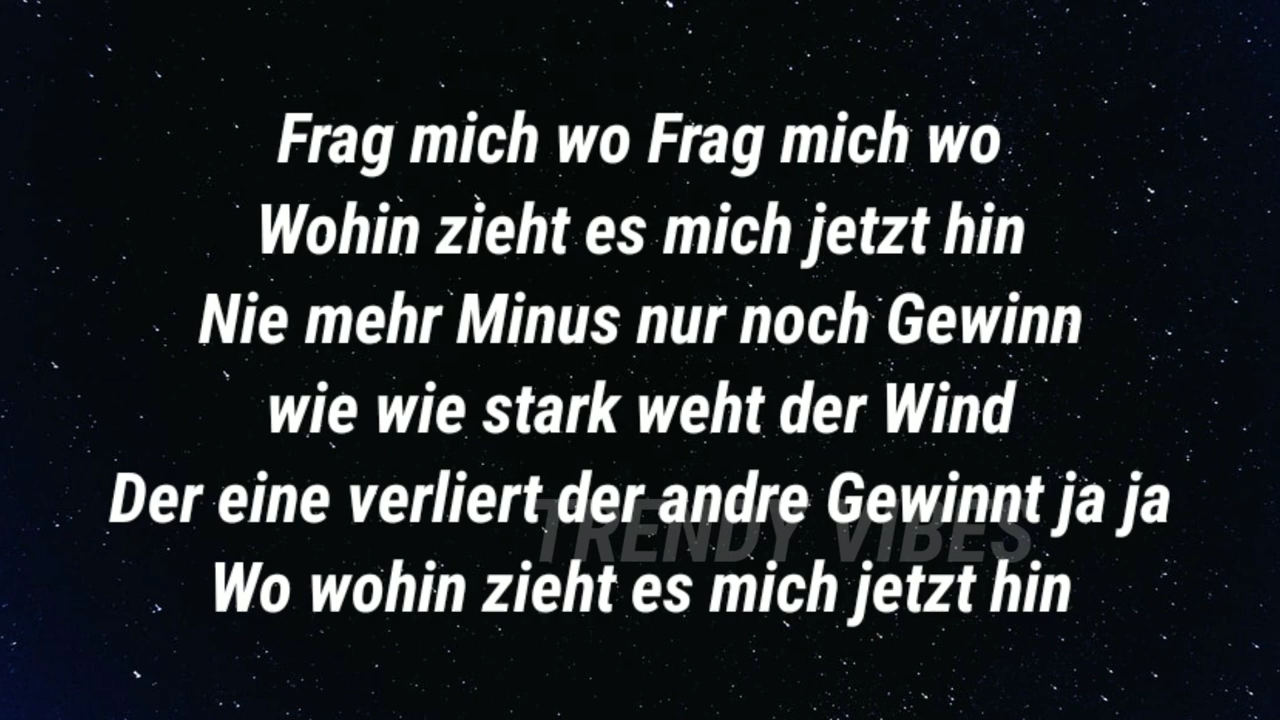 Frag mich wo Frag mich wo
Wohin zieht es mich jetzt hin
Nie mehr Minus nur noch Gewinn
wie wie stark weht der Wind
Der eine verliert der andre Gewinnt ja ja
TRENDY VIBES
Wo wohin zieht es mich jetzt hin